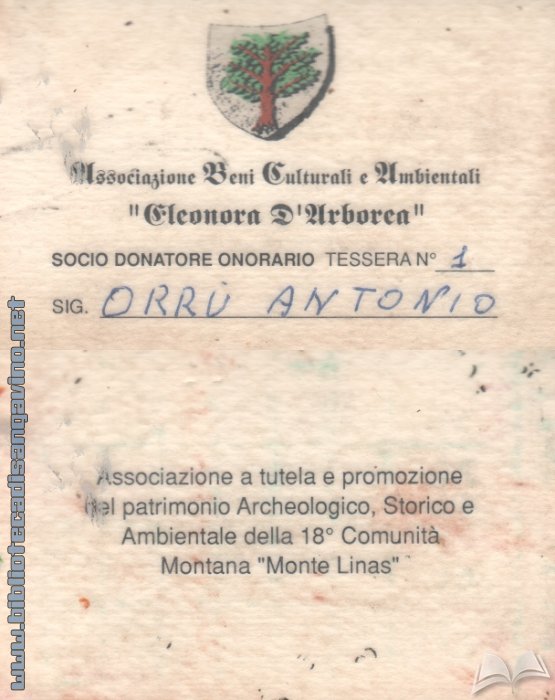 Associazione Beni Culturali e Ambientali
"Eleonora D'Arborea"
SOCIO DONATORE ONORARIO TESSERA N° 1
SIG. ORRÙ ANTONIO
Associazione a tutela e promozione
del patrimonio Archeologico, Storico e
Ambientale della 18° Comunità
Montana "Monte Linas"
www.bibliotecadisangavino.net